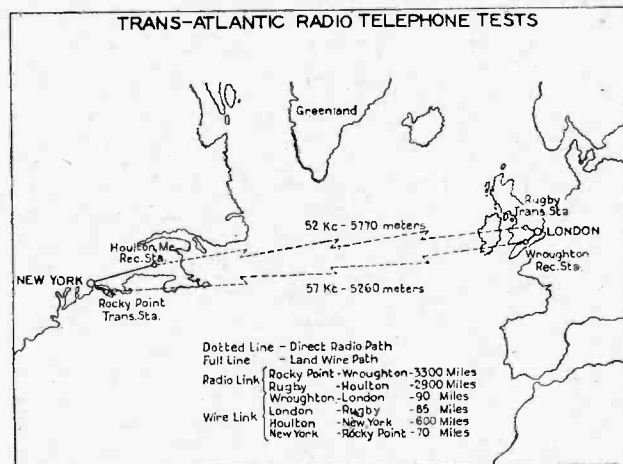 TRANS-ATLANTIC RADIO TELEPHONE TESTS
Greenland
Rugby
Trans. Sta.
52 Kc - 5770 meters
LONDON
Houlton, Me.
Rec. Sta.
Wroughton
Rec. Sta.
NEW YORK
57 Kc - 5260 meters
Rocky Point
Trans. Sta.
Dotted Line - Direct Radio Path
Full Line - Land Wire Path
Radio Link Rocky Point - Wroughton - 3300 Miles
Rugby - Houlton - 2900 Miles
Wire Link Wroughton - London - 90 Miles
London - Rugby - 85 Miles
Houlton - New York - 600 Miles
New York - Rocky Point - 70 Miles